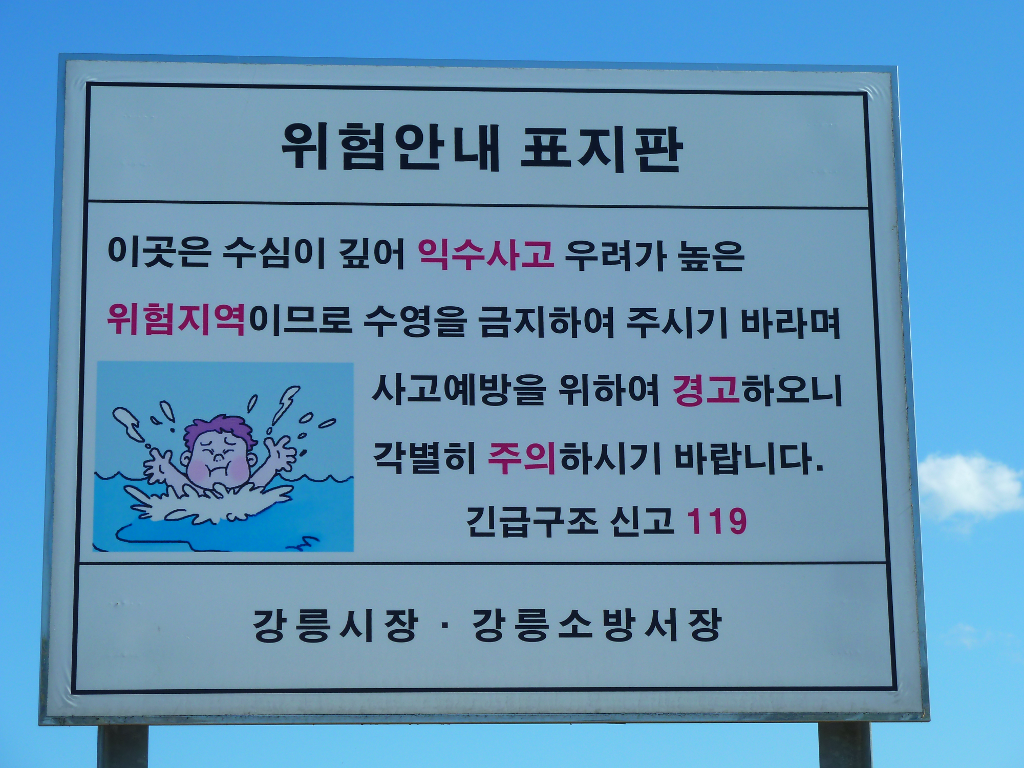 위험안내 표지판
이곳은 수심이 깊어 익수사고 우려가 높은
위험지역이므로 수영을 금지하여 주시기 바라며
사고예방을 위하여 경고하오니
각별히 주의하시기 바랍니다.
긴급구조 신고 119
강릉시장 · 강릉소방서장